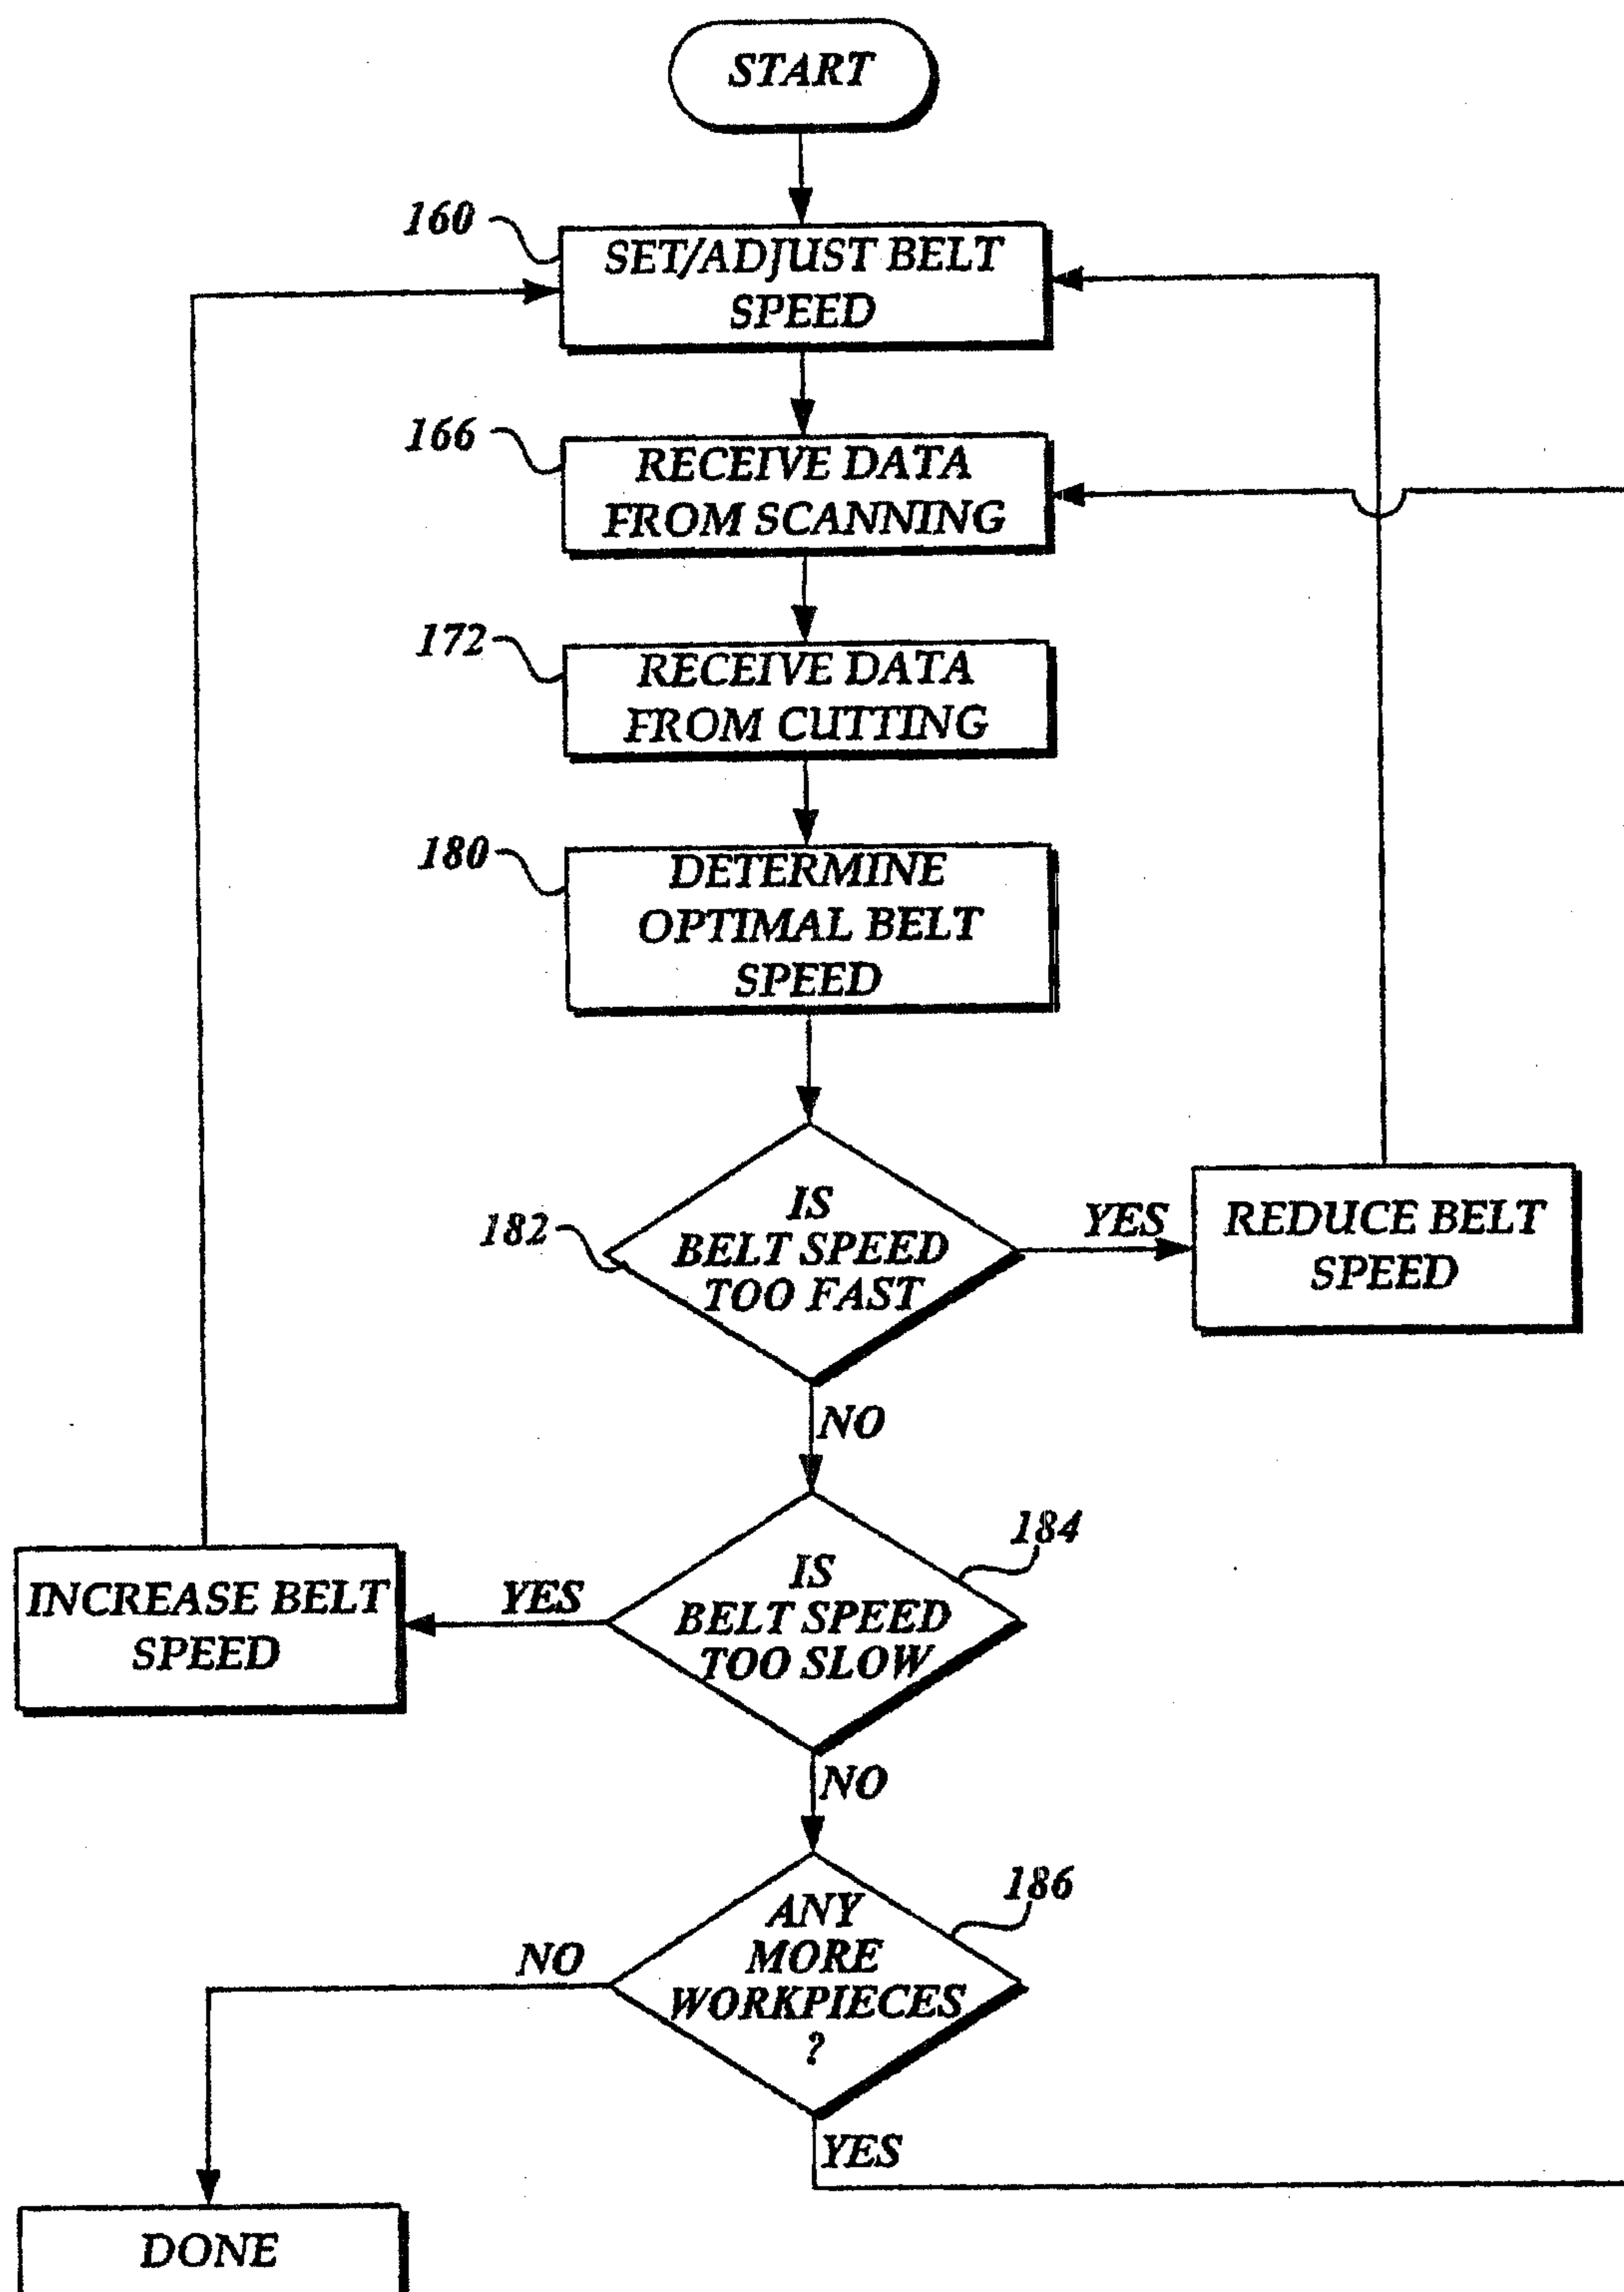 START
160
SET/ADJUST BELT
SPEED
166
RECEIVE DATA
FROM SCANNING
172
RECEIVE DATA
FROM CUTTING
180
DETERMINE
OPTIMAL BELT
SPEED
182
IS
BELT SPEED
TOO FAST
YES
REDUCE BELT
SPEED
NO
184
IS
BELT SPEED
TOO SLOW
YES
INCREASE BELT
SPEED
NO
186
ANY
MORE
WORKPIECES
?
NO
YES
DONE